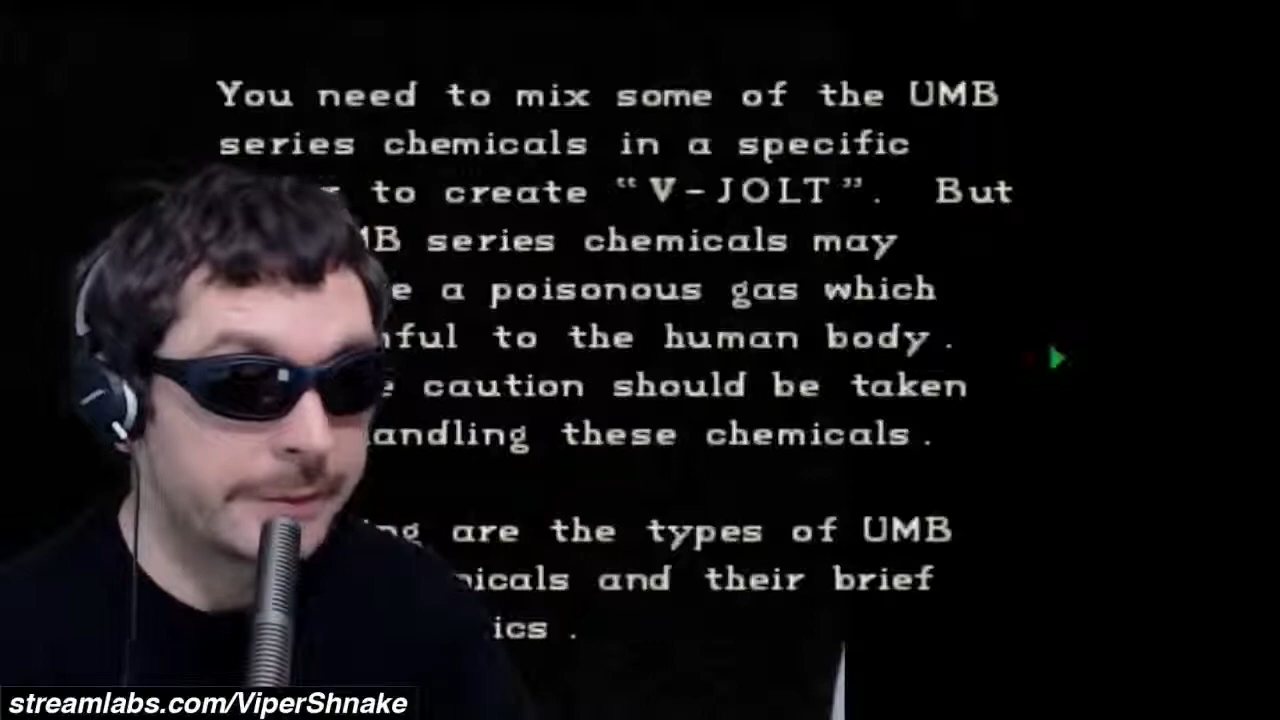 You need to mix some of the UMB
series chemicals in a specific
to create “V-JOLT”. But
series chemicals may
a poisonous gas which
to the human body.
caution should be taken
these chemicals.
are the types of UMB
and their brief
streamlabs.com/ViperShnake